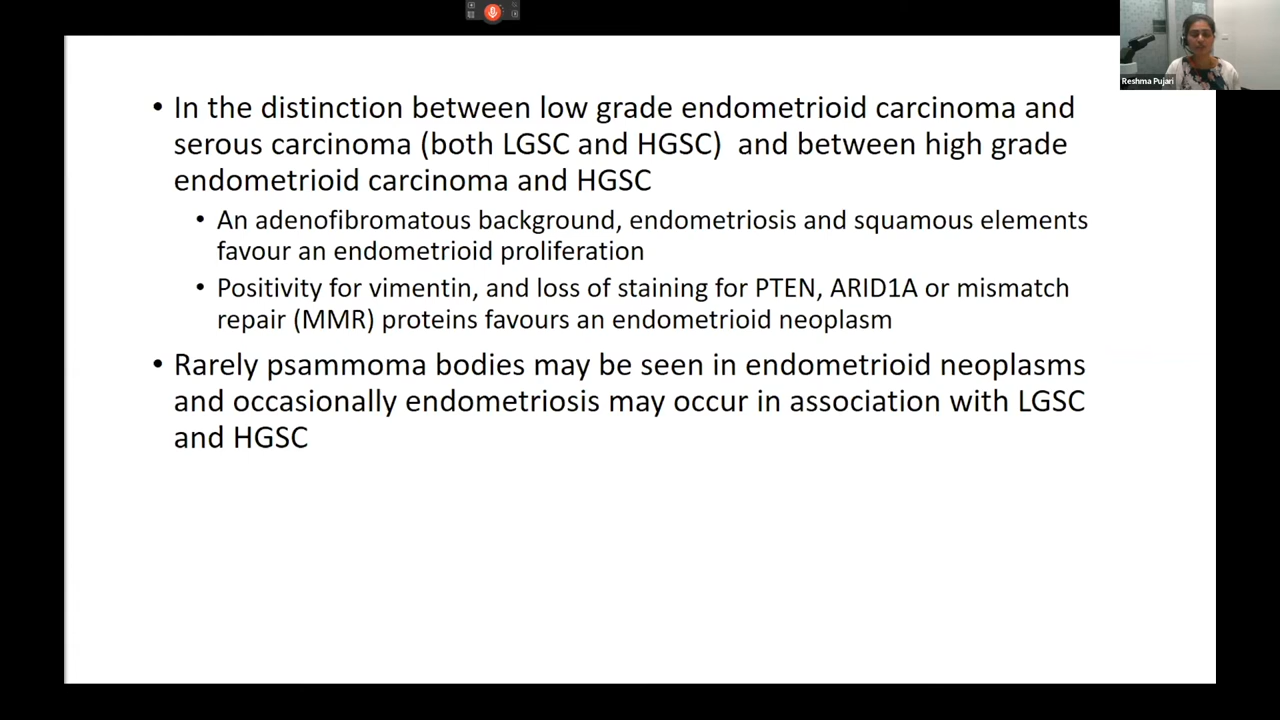 Reshma Pujari
• In the distinction between low grade endometrioid carcinoma and
serous carcinoma (both LGSC and HGSC) and between high grade
endometrioid carcinoma and HGSC
• An adenofibromatous background, endometriosis and squamous elements
favour an endometrioid proliferation
• Positivity for vimentin, and loss of staining for PTEN, ARID1A or mismatch
repair (MMR) proteins favours an endometrioid neoplasm
• Rarely psammoma bodies may be seen in endometrioid neoplasms
and occasionally endometriosis may occur in association with LGSC
and HGSC